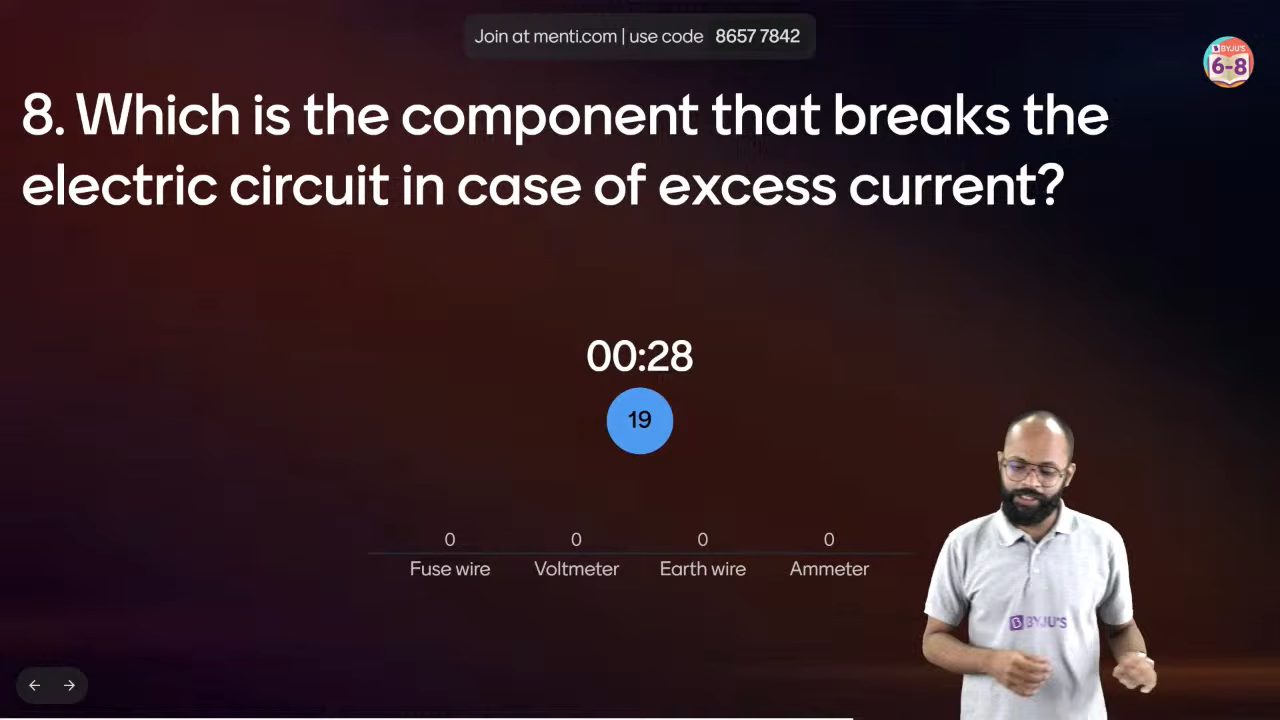 Join at menti.com | use code 8657 7842
BYJU'S
6-8
8. Which is the component that breaks the
electric circuit in case of excess current?
00:28
19
0 0 0 0
Fuse wire Voltmeter Earth wire Ammeter
BYJU'S